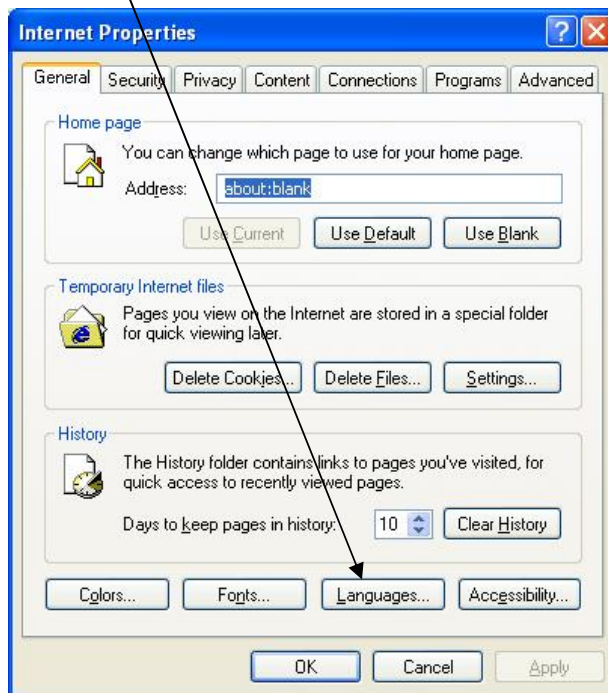 Internet Properties
General Security Privacy Content Connections Programs Advanced
Home page
You can change which page to use for your home page.
Address: about:blank
Use Current Use Default Use Blank
Temporary Internet files
Pages you view on the Internet are stored in a special folder
for quick viewing later.
Delete Cookies... Delete Files... Settings...
History
The History folder contains links to pages you've visited, for
quick access to recently viewed pages.
Days to keep pages in history: 10 Clear History
Colors... Fonts... Languages... Accessibility...
OK Cancel Apply